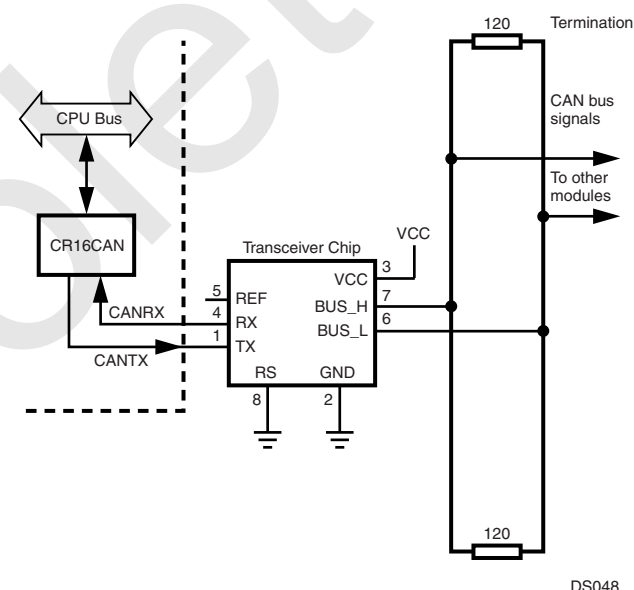 120
Termination
CPU Bus
CAN bus
signals
To other
modules
CR16CAN
VCC
Transceiver Chip
VCC
3
5
REF
BUS_H
7
CANRX
4
RX
BUS_L
6
1
TX
CANTX
RS
GND
8
2
120
DS048